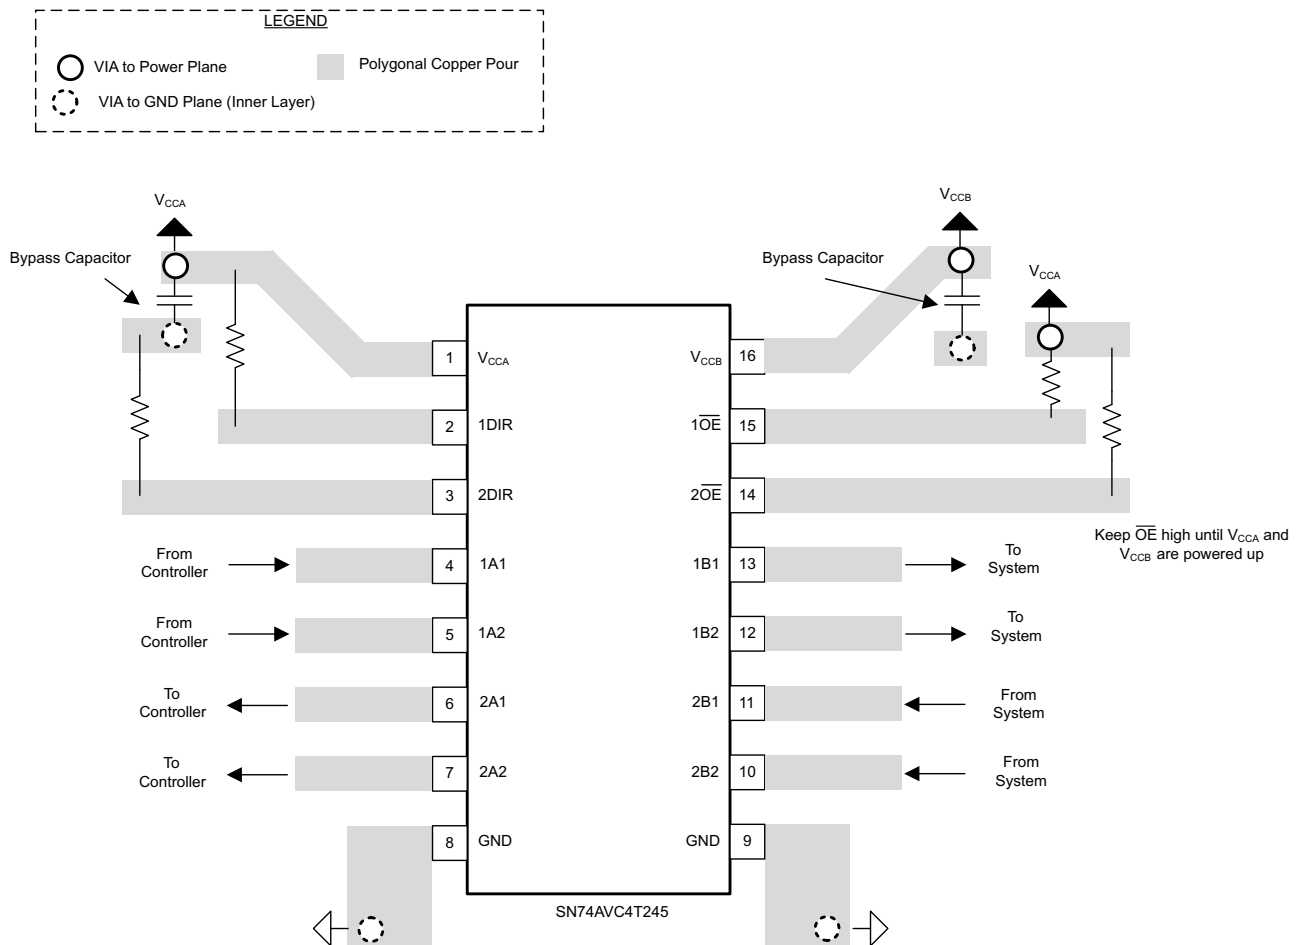 LEGEND
VIA to Power Plane
Polygonal Copper Pour
VIA to GND Plane (Inner Layer)
VCCA
Bypass Capacitor
VCCB
Bypass Capacitor
VCCA
1 VCCA
VCCB 16
2 1DIR
1O̅E̅ 15
3 2DIR
2O̅E̅ 14
Keep O̅E̅ high until VCCA and
VCCB are powered up
From
Controller
4 1A1
1B1 13
To
System
From
Controller
5 1A2
1B2 12
To
System
To
Controller
6 2A1
2B1 11
From
System
To
Controller
7 2A2
2B2 10
From
System
8 GND
GND 9
SN74AVC4T245